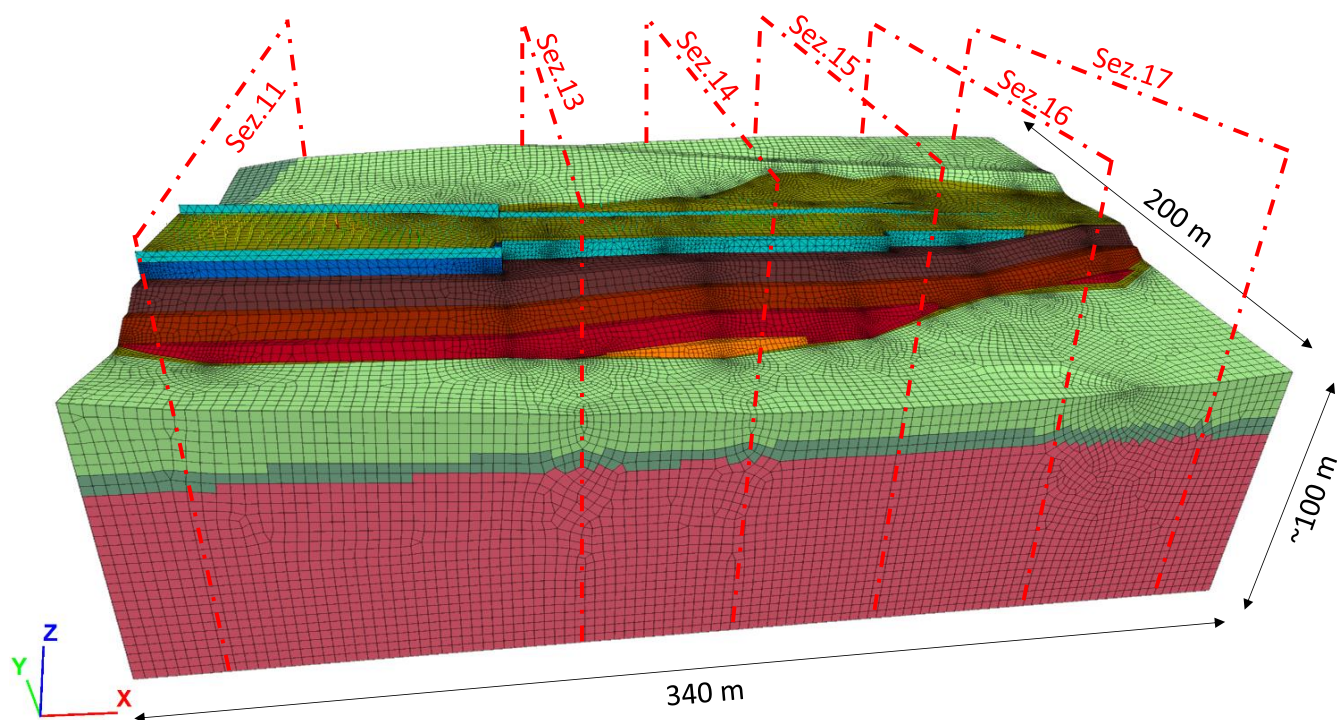 Sez.11
Sez.13
Sez.14
Sez.15
Sez.16
Sez.17
200 m
~100 m
340 m
Z
Y
X